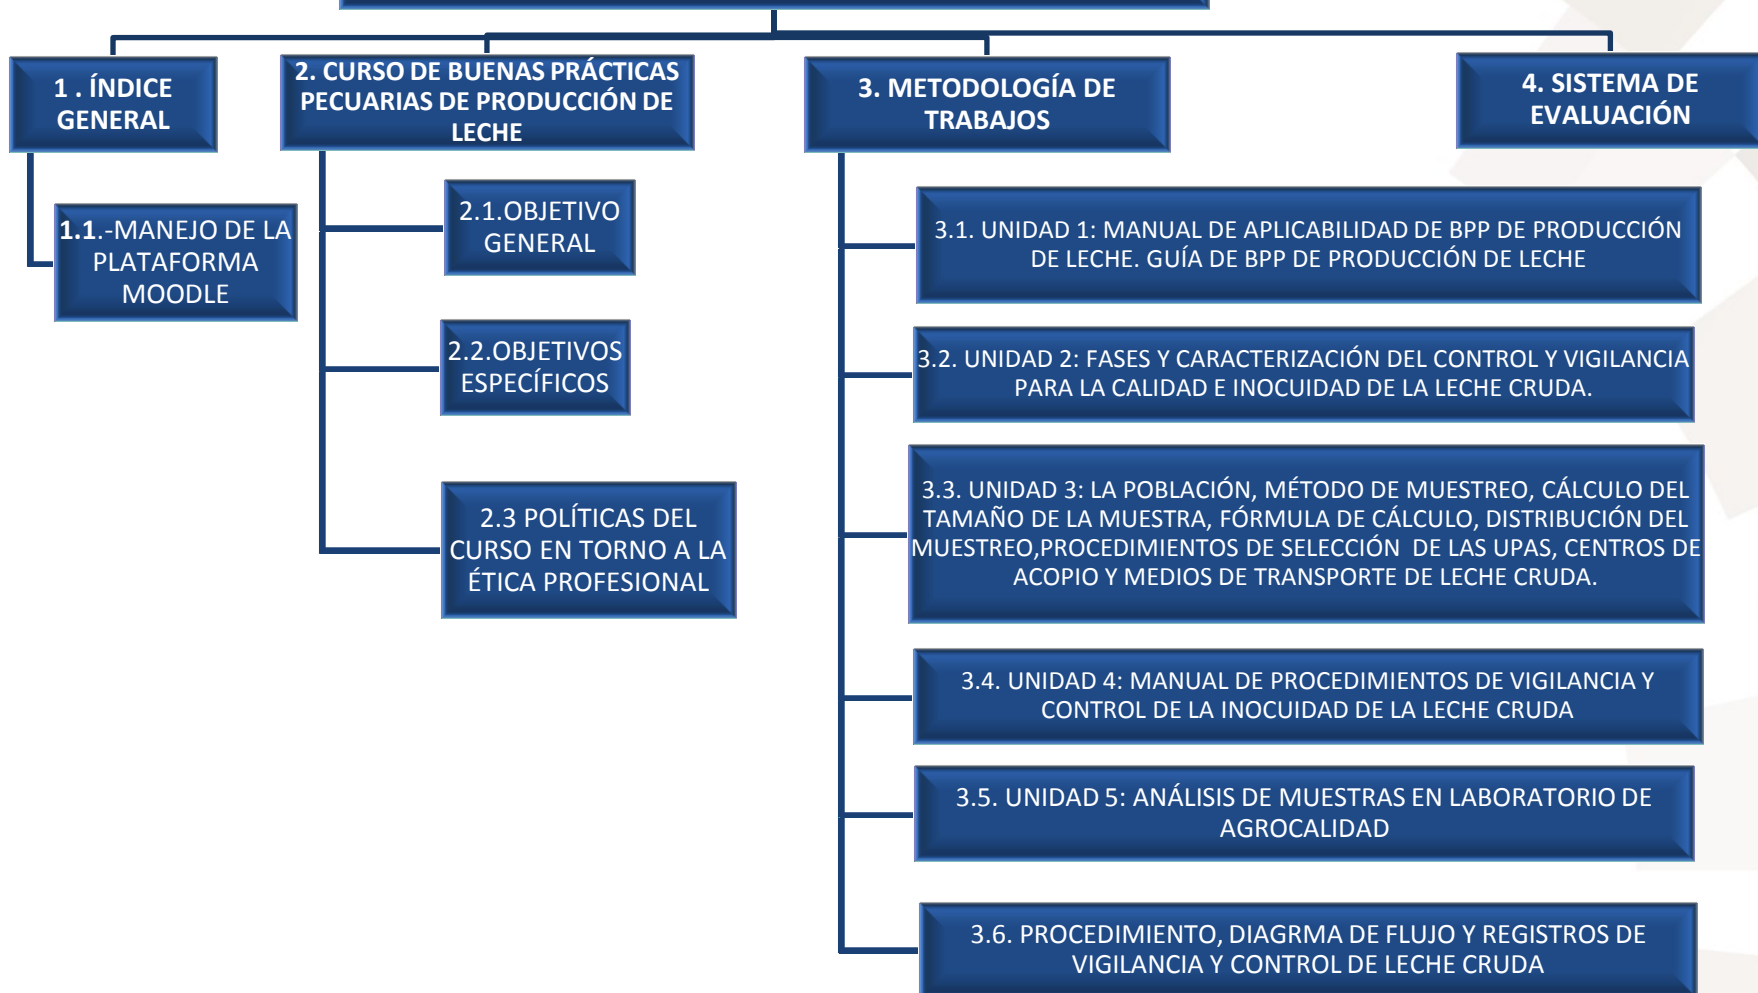 1 . ÍNDICE
GENERAL
1.1.-MANEJO DE LA
PLATAFORMA
MOODLE
2. CURSO DE BUENAS PRÁCTICAS
PECUARIAS DE PRODUCCIÓN DE
LECHE
2.1.OBJETIVO
GENERAL
2.2.OBJETIVOS
ESPECÍFICOS
2.3 POLÍTICAS DEL
CURSO EN TORNO A LA
ÉTICA PROFESIONAL
3. METODOLOGÍA DE
TRABAJOS
3.1. UNIDAD 1: MANUAL DE APLICABILIDAD DE BPP DE PRODUCCIÓN
DE LECHE. GUÍA DE BPP DE PRODUCCIÓN DE LECHE
3.2. UNIDAD 2: FASES Y CARACTERIZACIÓN DEL CONTROL Y VIGILANCIA
PARA LA CALIDAD E INOCUIDAD DE LA LECHE CRUDA.
3.3. UNIDAD 3: LA POBLACIÓN, MÉTODO DE MUESTREO, CÁLCULO DEL
TAMAÑO DE LA MUESTRA, FÓRMULA DE CÁLCULO, DISTRIBUCIÓN DEL
MUESTREO,PROCEDIMIENTOS DE SELECCIÓN DE LAS UPAS, CENTROS DE
ACOPIO Y MEDIOS DE TRANSPORTE DE LECHE CRUDA.
3.4. UNIDAD 4: MANUAL DE PROCEDIMIENTOS DE VIGILANCIA Y
CONTROL DE LA INOCUIDAD DE LA LECHE CRUDA
3.5. UNIDAD 5: ANÁLISIS DE MUESTRAS EN LABORATORIO DE
AGROCALIDAD
3.6. PROCEDIMIENTO, DIAGRMA DE FLUJO Y REGISTROS DE
VIGILANCIA Y CONTROL DE LECHE CRUDA
4. SISTEMA DE
EVALUACIÓN